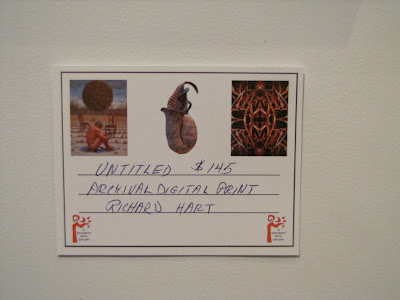 UNTITLED $145
ARCHIVAL DIGITAL PRINT
RICHARD HART